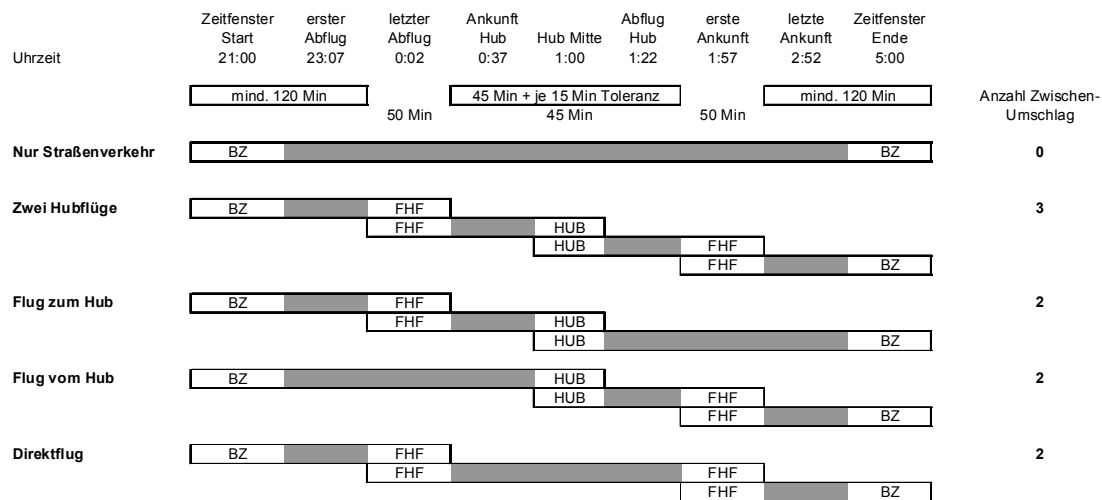 Zeitfenster erster letzter Ankunft Abflug erste letzte Zeitfenster
Start Abflug Abflug Hub Hub Mitte Hub Ankunft Ankunft Ende
Uhrzeit 21:00 23:07 0:02 0:37 1:00 1:22 1:57 2:52 5:00
mind. 120 Min 45 Min + je 15 Min Toleranz mind. 120 Min Anzahl Zwischen-
50 Min 45 Min 50 Min Umschlag
Nur Straßenverkehr BZ BZ 0
Zwei Hubflüge BZ FHF 3
FHF HUB
HUB FHF
FHF BZ
Flug zum Hub BZ FHF 2
FHF HUB
HUB BZ
Flug vom Hub BZ HUB 2
HUB FHF
FHF BZ
Direktflug BZ FHF 2
FHF FHF
FHF BZ